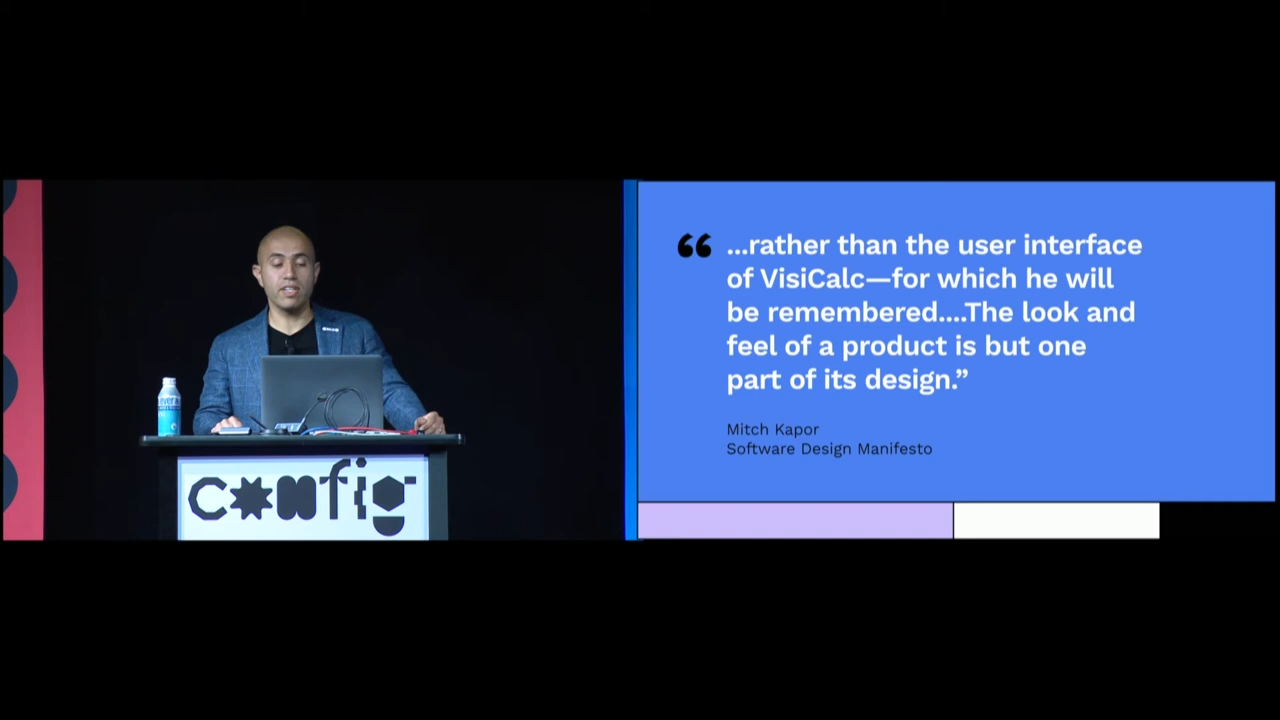 config
“ ...rather than the user interface
of VisiCalc—for which he will
be remembered....The look and
feel of a product is but one
part of its design.”
Mitch Kapor
Software Design Manifesto